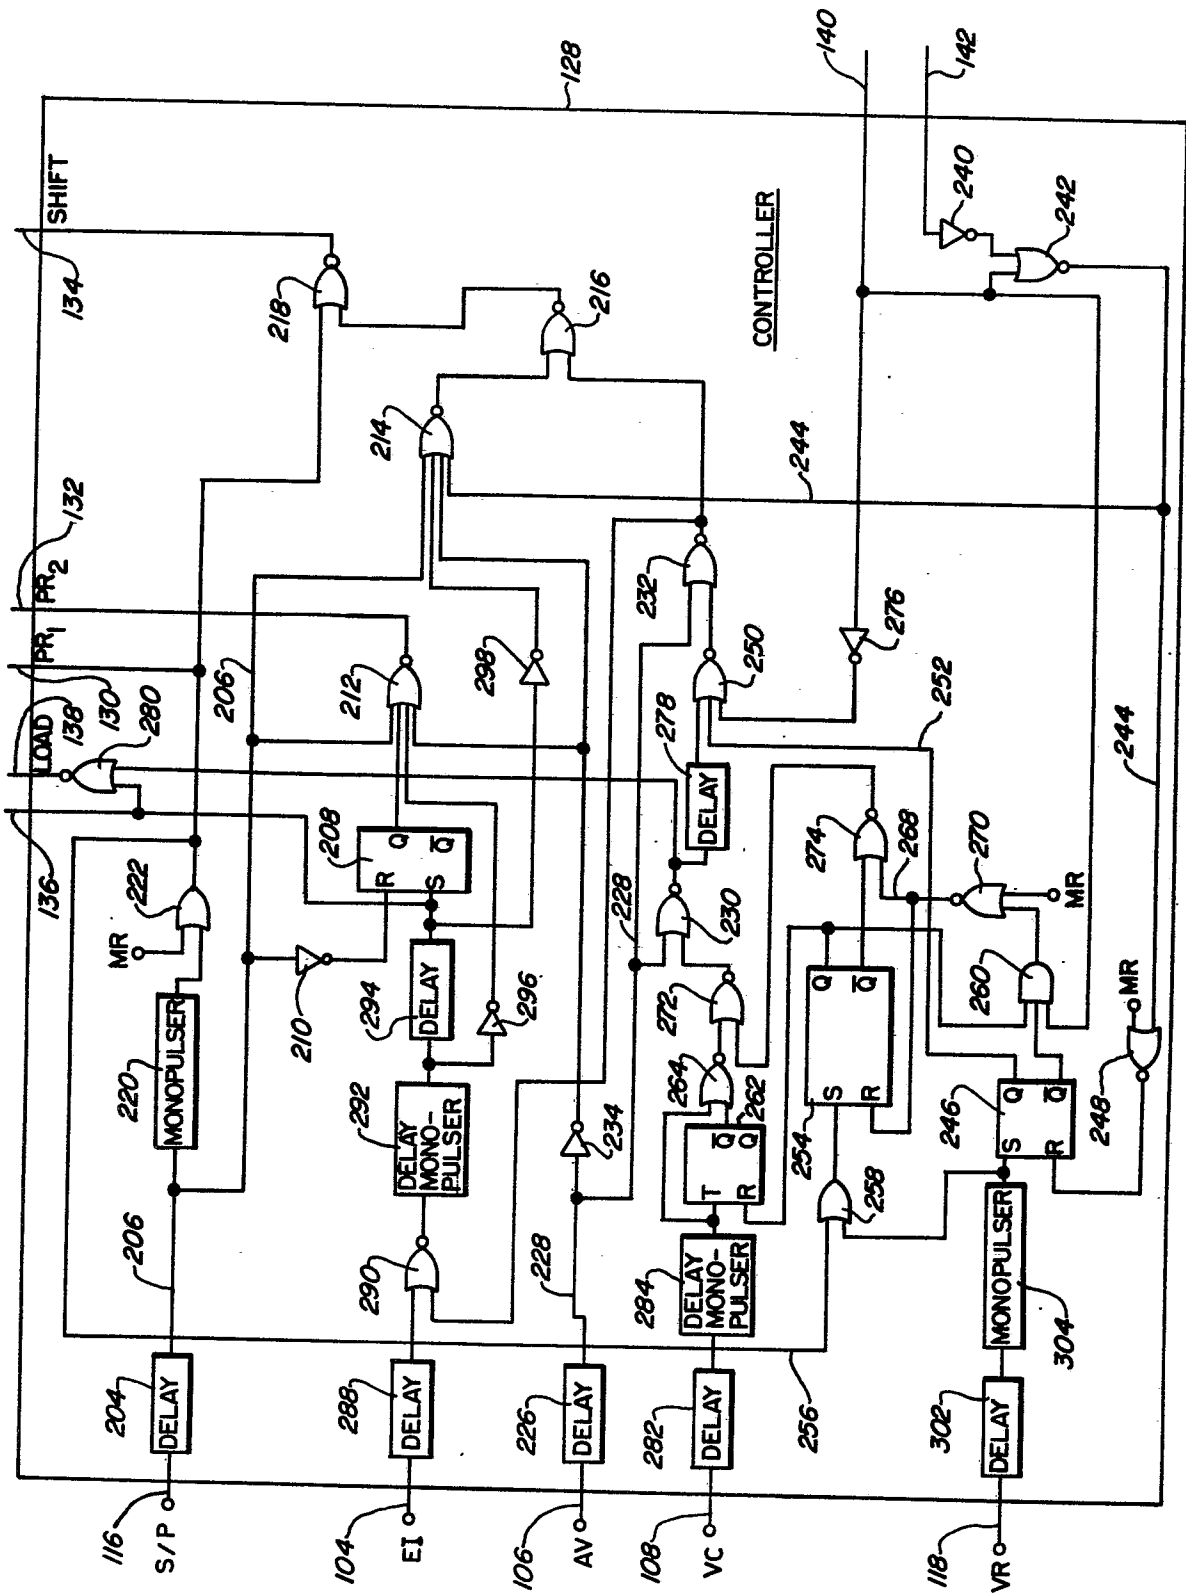 128
SHIFT
134
218
216
214
CONTROLLER
140
142
240
242
244
132
PR2
PR1
LOAD
138
130
280
206
212
298
232
250
276
252
244
278
136
222
MR
208
R
S
Q
Q̅
210
294
DELAY
296
228
230
272
274
268
270
MR
220
MONOPULSER
292
DELAY
MONO-
PULSER
290
234
264
262
T
R
Q̅
Q
254
S
R
Q
Q̅
258
260
246
S
R
Q
Q̅
248
MR
206
228
284
DELAY
MONO-
PULSER
DELAY
MONOPULSER
304
256
204
DELAY
288
DELAY
226
DELAY
282
DELAY
302
DELAY
116
S/P
104
EI
106
AV
108
VC
118
VR